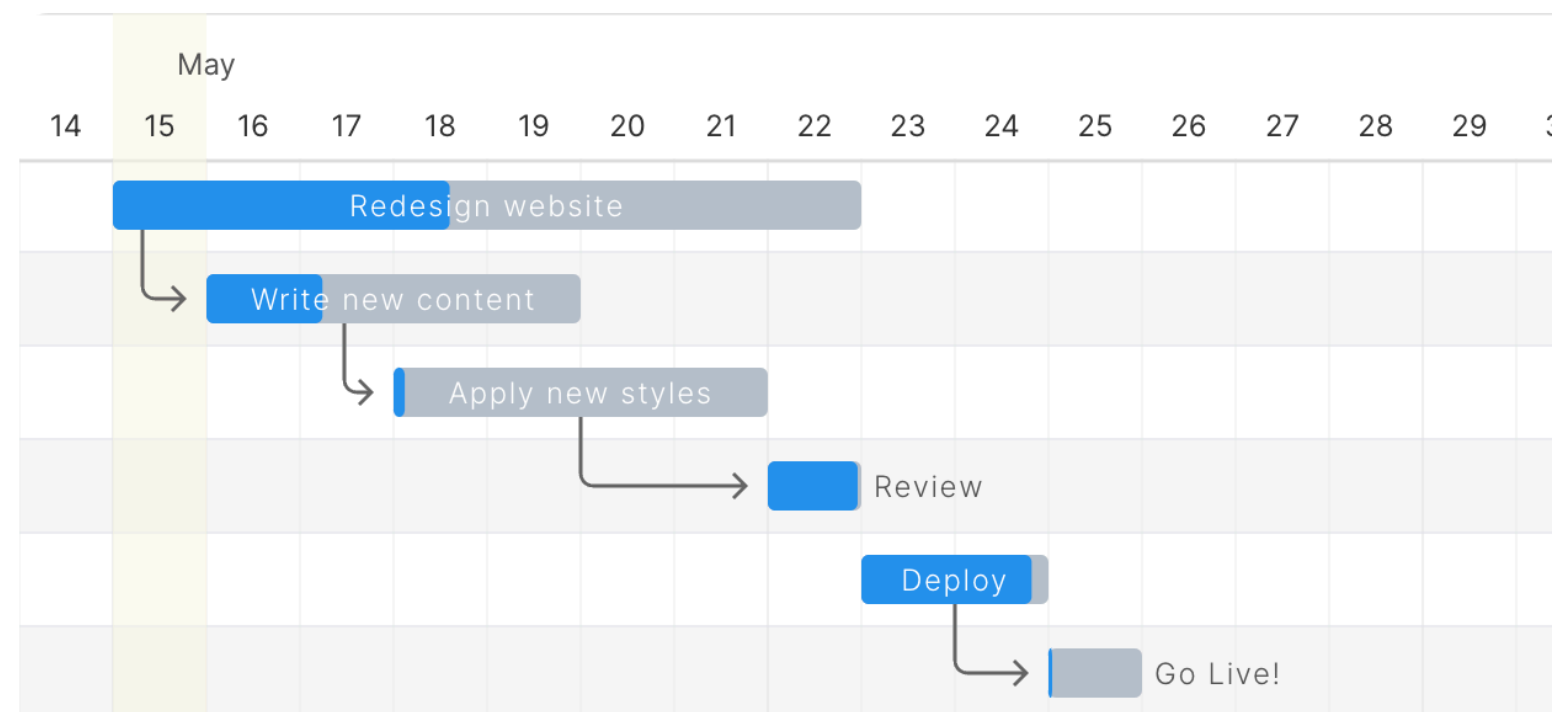 May
14 15 16 17 18 19 20 21 22 23 24 25 26 27 28 29
Redesign website
Write new content
Apply new styles
Review
Deploy
Go Live!